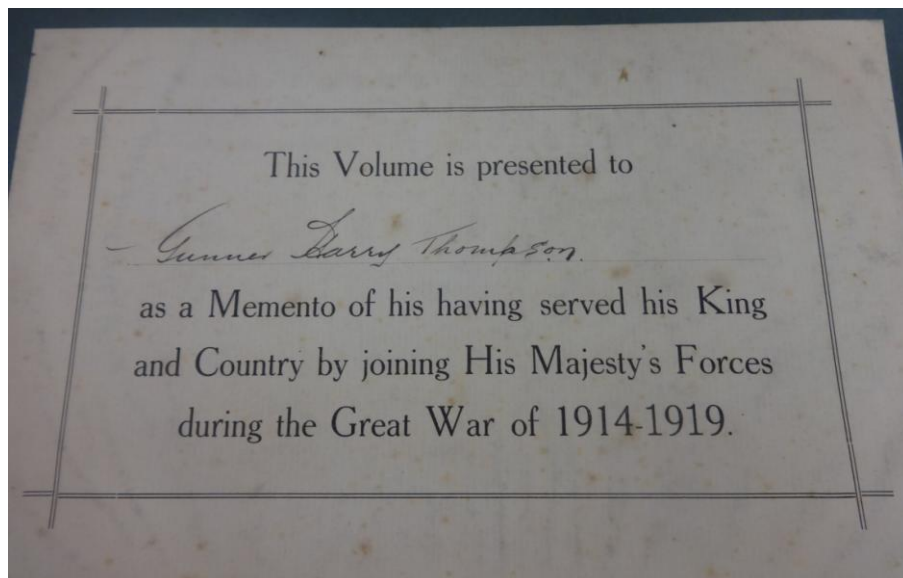 This Volume is presented to
Gunner Harry Thompson.
as a Memento of his having served his King
and Country by joining His Majesty's Forces
during the Great War of 1914-1919.